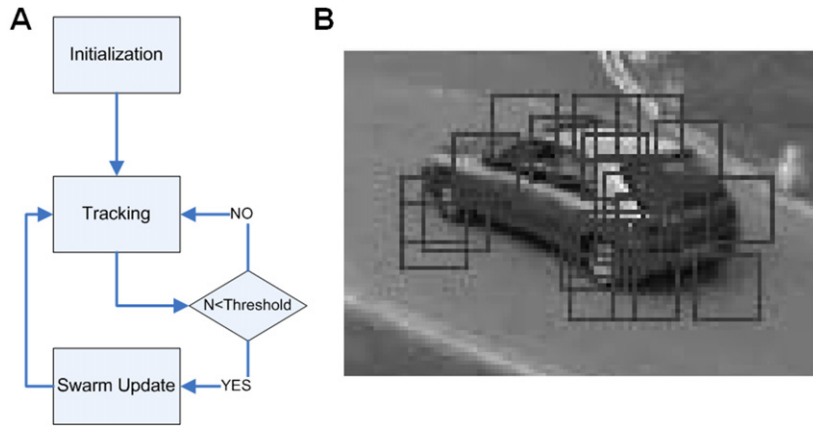 A
B
Initialization
Tracking
NO
N<Threshold
Swarm Update
YES